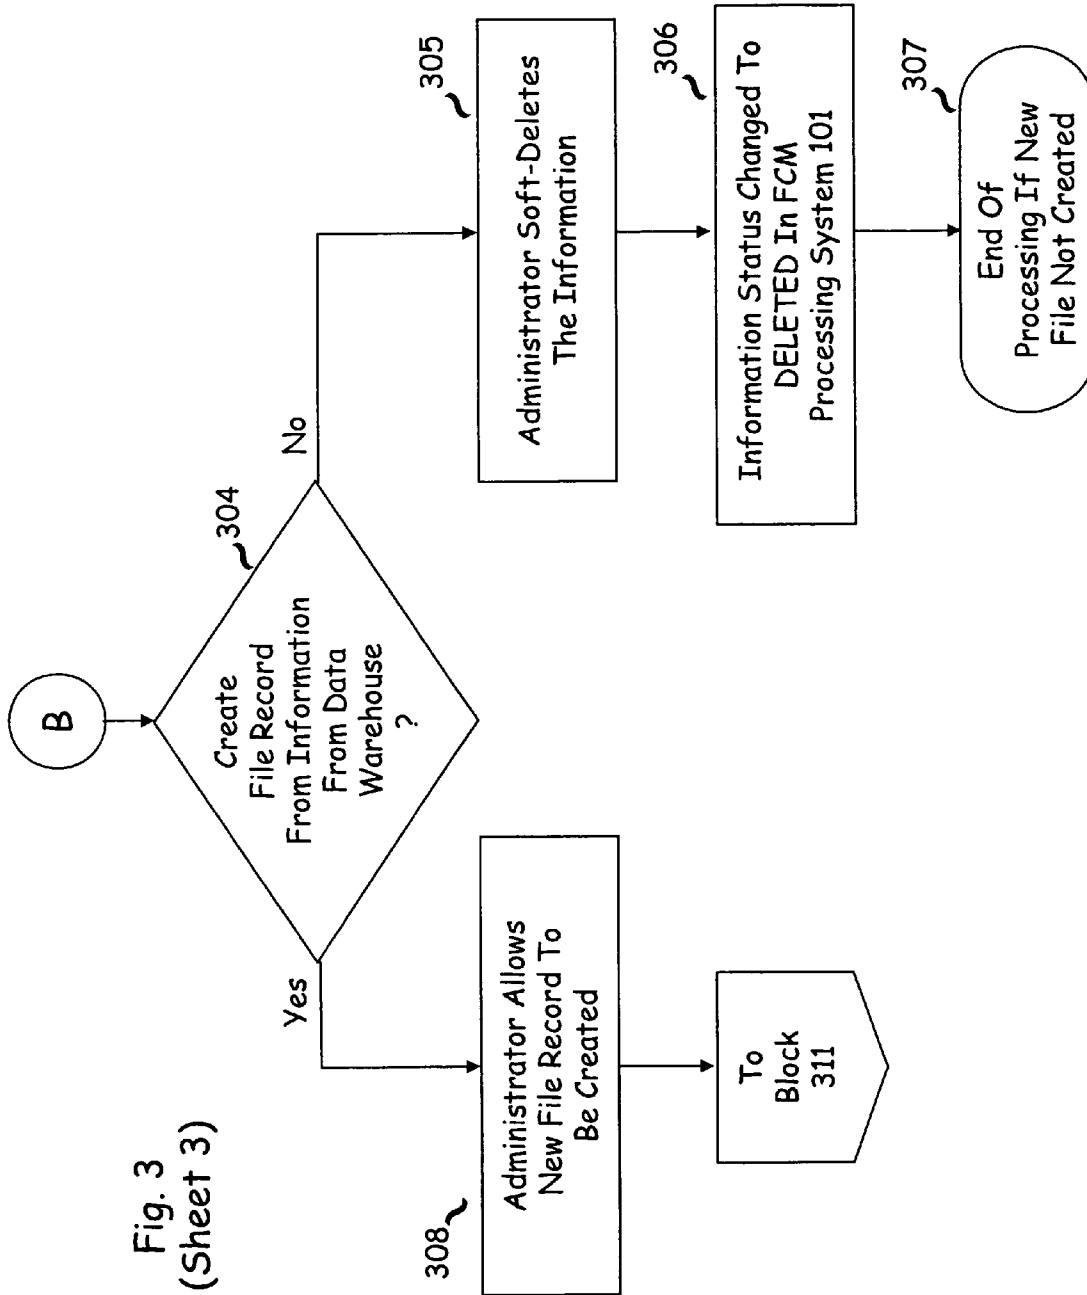 Fig. 3
(Sheet 3)
B
304
Create
File Record
From Information
From Data
Warehouse
?
No
Yes
305
Administrator Soft-Deletes
The Information
306
Information Status Changed To
DELETED In FCM
Processing System 101
307
End Of
Processing If New
File Not Created
308
Administrator Allows
New File Record To
Be Created
To
Block
311